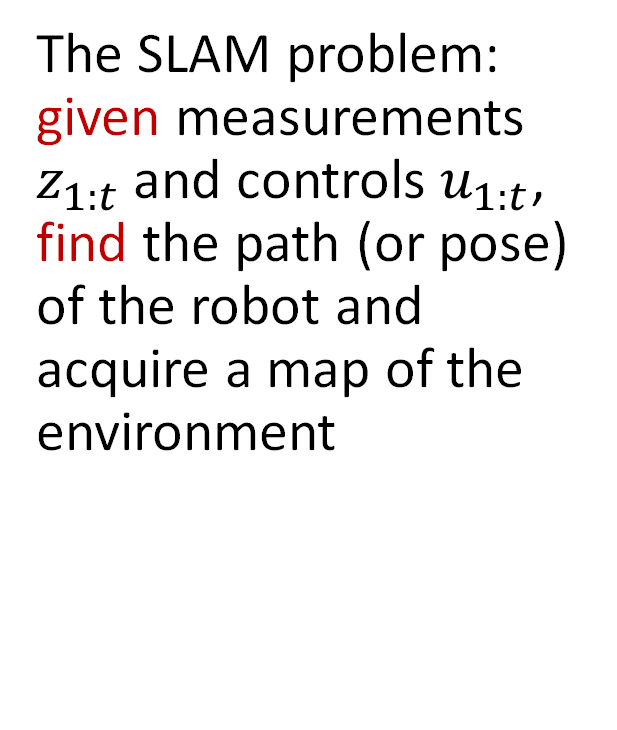 The SLAM problem:
given measurements
𝑧₁:ₜ and controls 𝑢₁:ₜ,
find the path (or pose)
of the robot and
acquire a map of the
environment